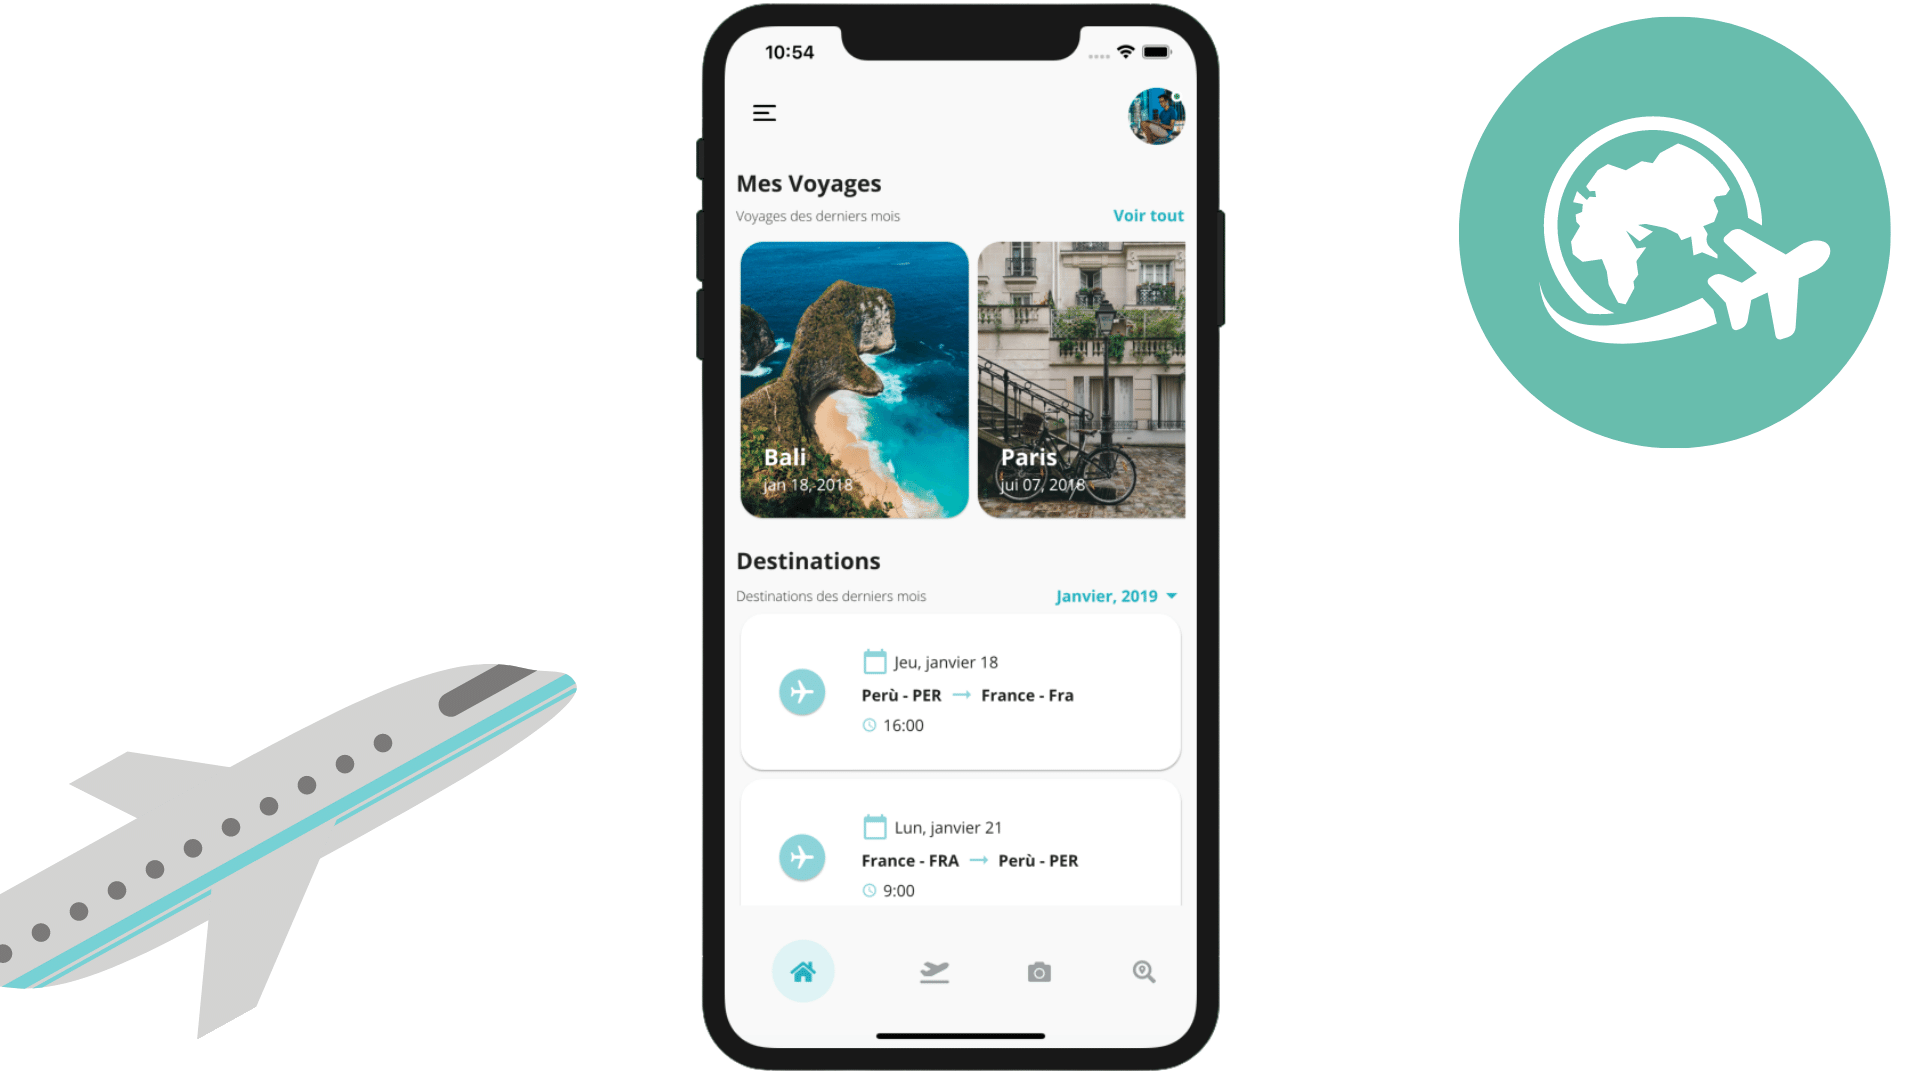 10:54
Mes Voyages
Voyages des derniers mois
Voir tout
Bali
jan 18, 2018
Paris
jui 07, 2018
Destinations
Destinations des derniers mois
Janvier, 2019
Jeu, janvier 18
Perù - PER → France - Fra
16:00
Lun, janvier 21
France - FRA → Perù - PER
9:00